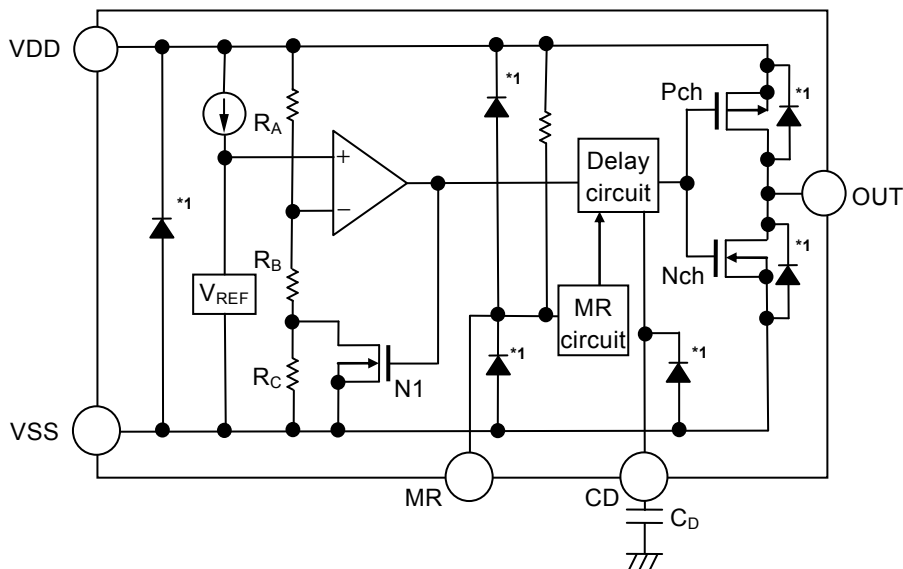 VDD
*1
Pch
*1
R_A
+
Delay
circuit
OUT
*1
−
*1
R_B
Nch
V_REF
MR
circuit
*1
*1
R_C
N1
VSS
MR
CD
C_D